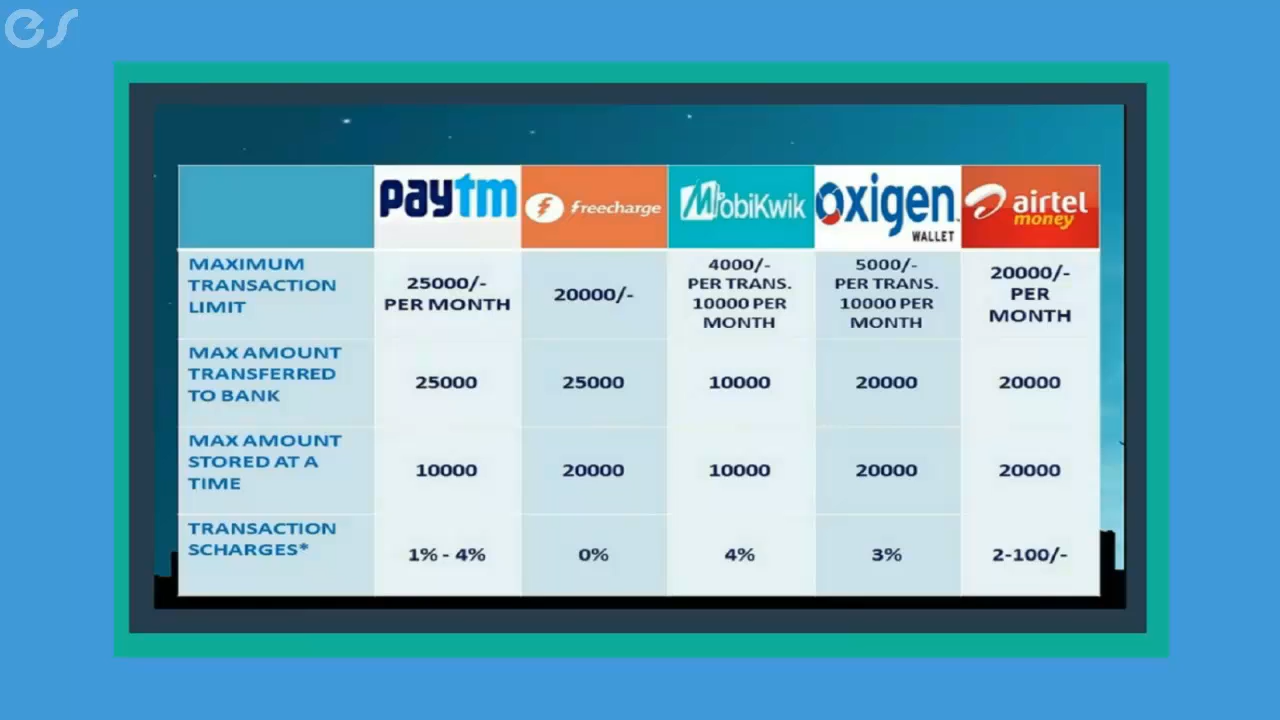 es
paytm
freecharge
MobiKwik
oxigen
WALLET
airtel
money
MAXIMUM
TRANSACTION
LIMIT
25000/-
PER MONTH
20000/-
4000/-
PER TRANS.
10000 PER
MONTH
5000/-
PER TRANS.
10000 PER
MONTH
20000/-
PER
MONTH
MAX AMOUNT
TRANSFERRED
TO BANK
25000
25000
10000
20000
20000
MAX AMOUNT
STORED AT A
TIME
10000
20000
10000
20000
20000
TRANSACTION
SCHARGES*
1% - 4%
0%
4%
3%
2-100/-